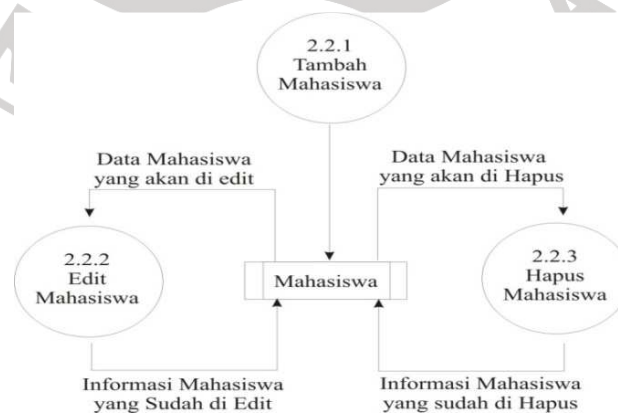 2.2.1
Tambah
Mahasiswa
Data Mahasiswa
yang akan di edit
Data Mahasiswa
yang akan di Hapus
2.2.2
Edit
Mahasiswa
Mahasiswa
2.2.3
Hapus
Mahasiswa
Informasi Mahasiswa
yang Sudah di Edit
Informasi Mahasiswa
yang sudah di Hapus